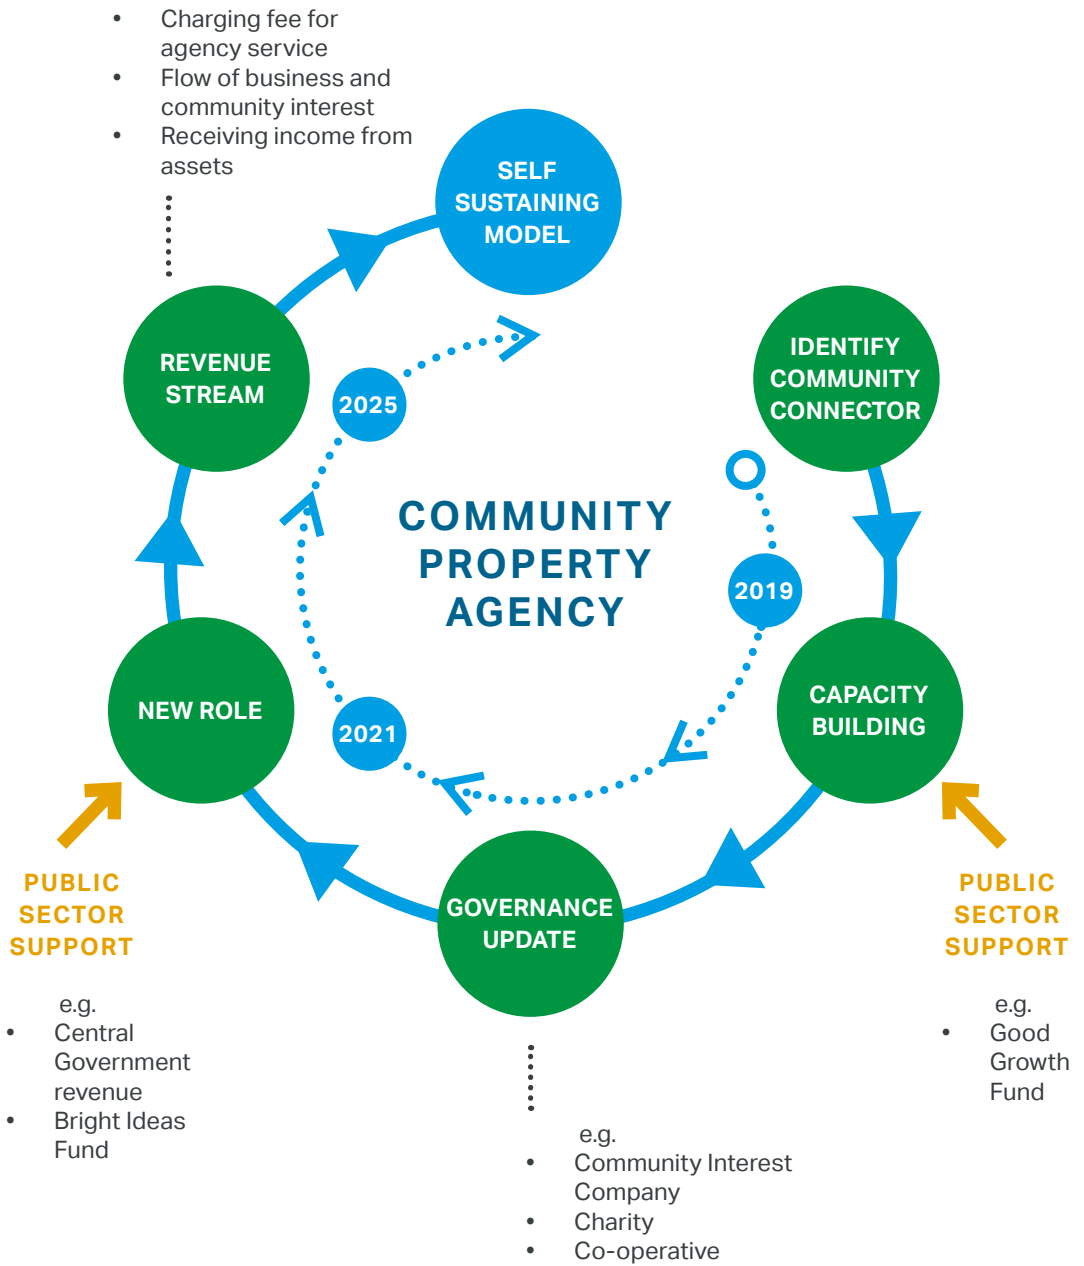 • Charging fee for
agency service
• Flow of business and
community interest
• Receiving income from
assets
SELF
SUSTAINING
MODEL
REVENUE
STREAM
IDENTIFY
COMMUNITY
CONNECTOR
2025
COMMUNITY
PROPERTY
AGENCY
2019
NEW ROLE
CAPACITY
BUILDING
2021
GOVERNANCE
UPDATE
PUBLIC
SECTOR
SUPPORT
e.g.
• Central
Government
revenue
• Bright Ideas
Fund
PUBLIC
SECTOR
SUPPORT
e.g.
• Good
Growth
Fund
e.g.
• Community Interest
Company
• Charity
• Co-operative